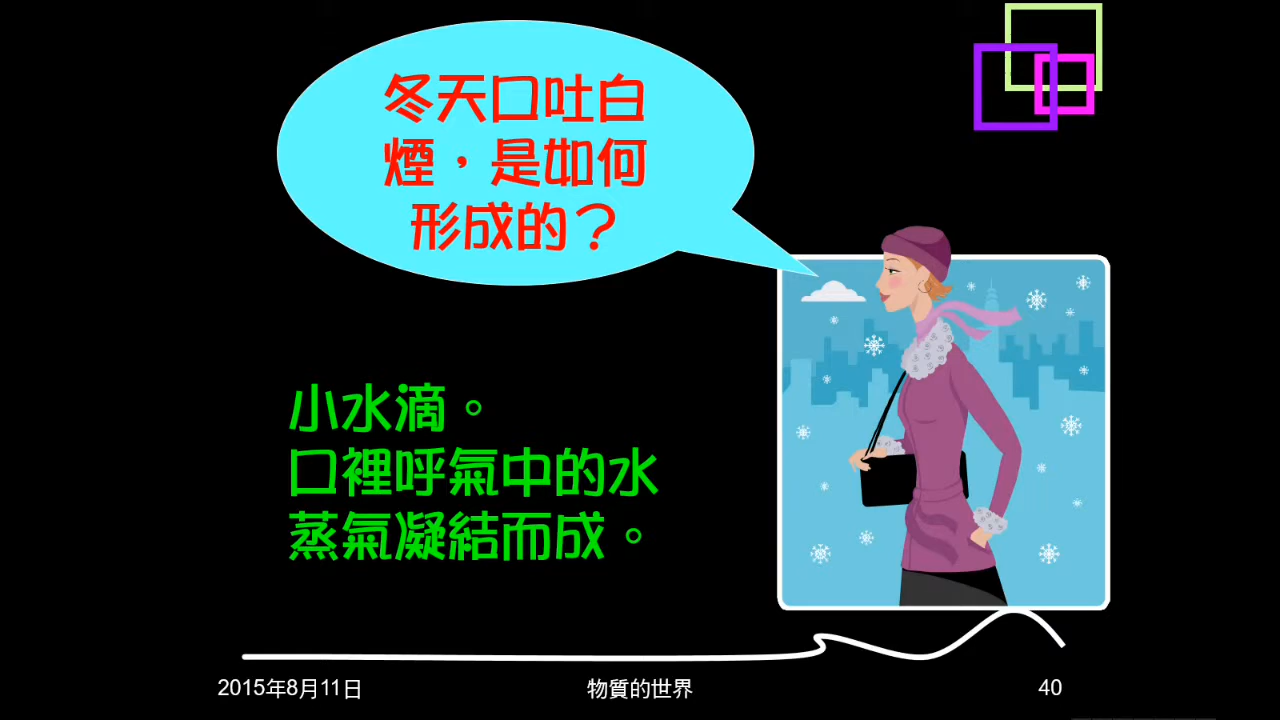 冬天口吐白
煙，是如何
形成的？
小水滴。
口裡呼氣中的水
蒸氣凝結而成。
2015年8月11日
物質的世界
40